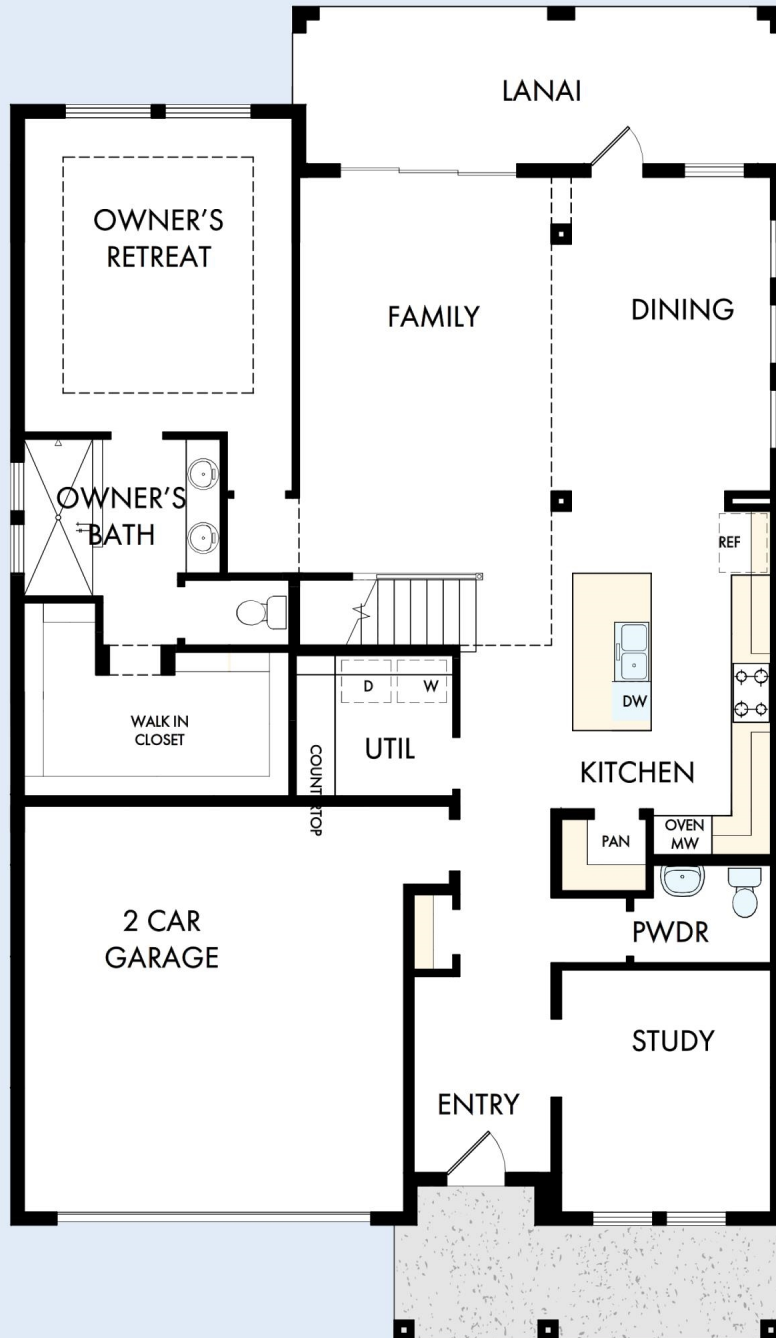 LANAI
OWNER'S
RETREAT
FAMILY
DINING
OWNER'S
BATH
REF
D
W
DW
WALK IN
CLOSET
UTIL
COUNTERTOP
KITCHEN
PAN
OVEN
MW
2 CAR
GARAGE
PWDR
STUDY
ENTRY